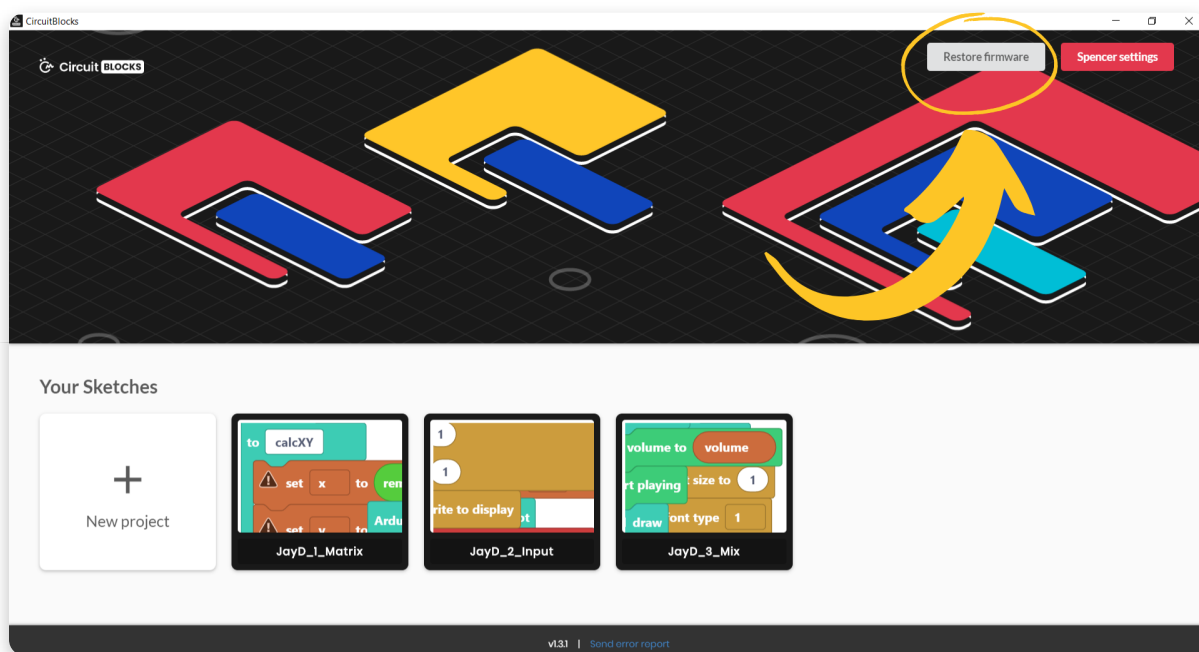 CircuitBlocks
Circuit BLOCKS
Restore firmware
Spencer settings
Your Sketches
New project
to calcXY
set x to
set y to
Ardu
JayD_1_Matrix
1
1
rite to display
JayD_2_Input
volume to volume
rt playing size to 1
draw ont type 1
JayD_3_Mix
v1.3.1 | Send error report